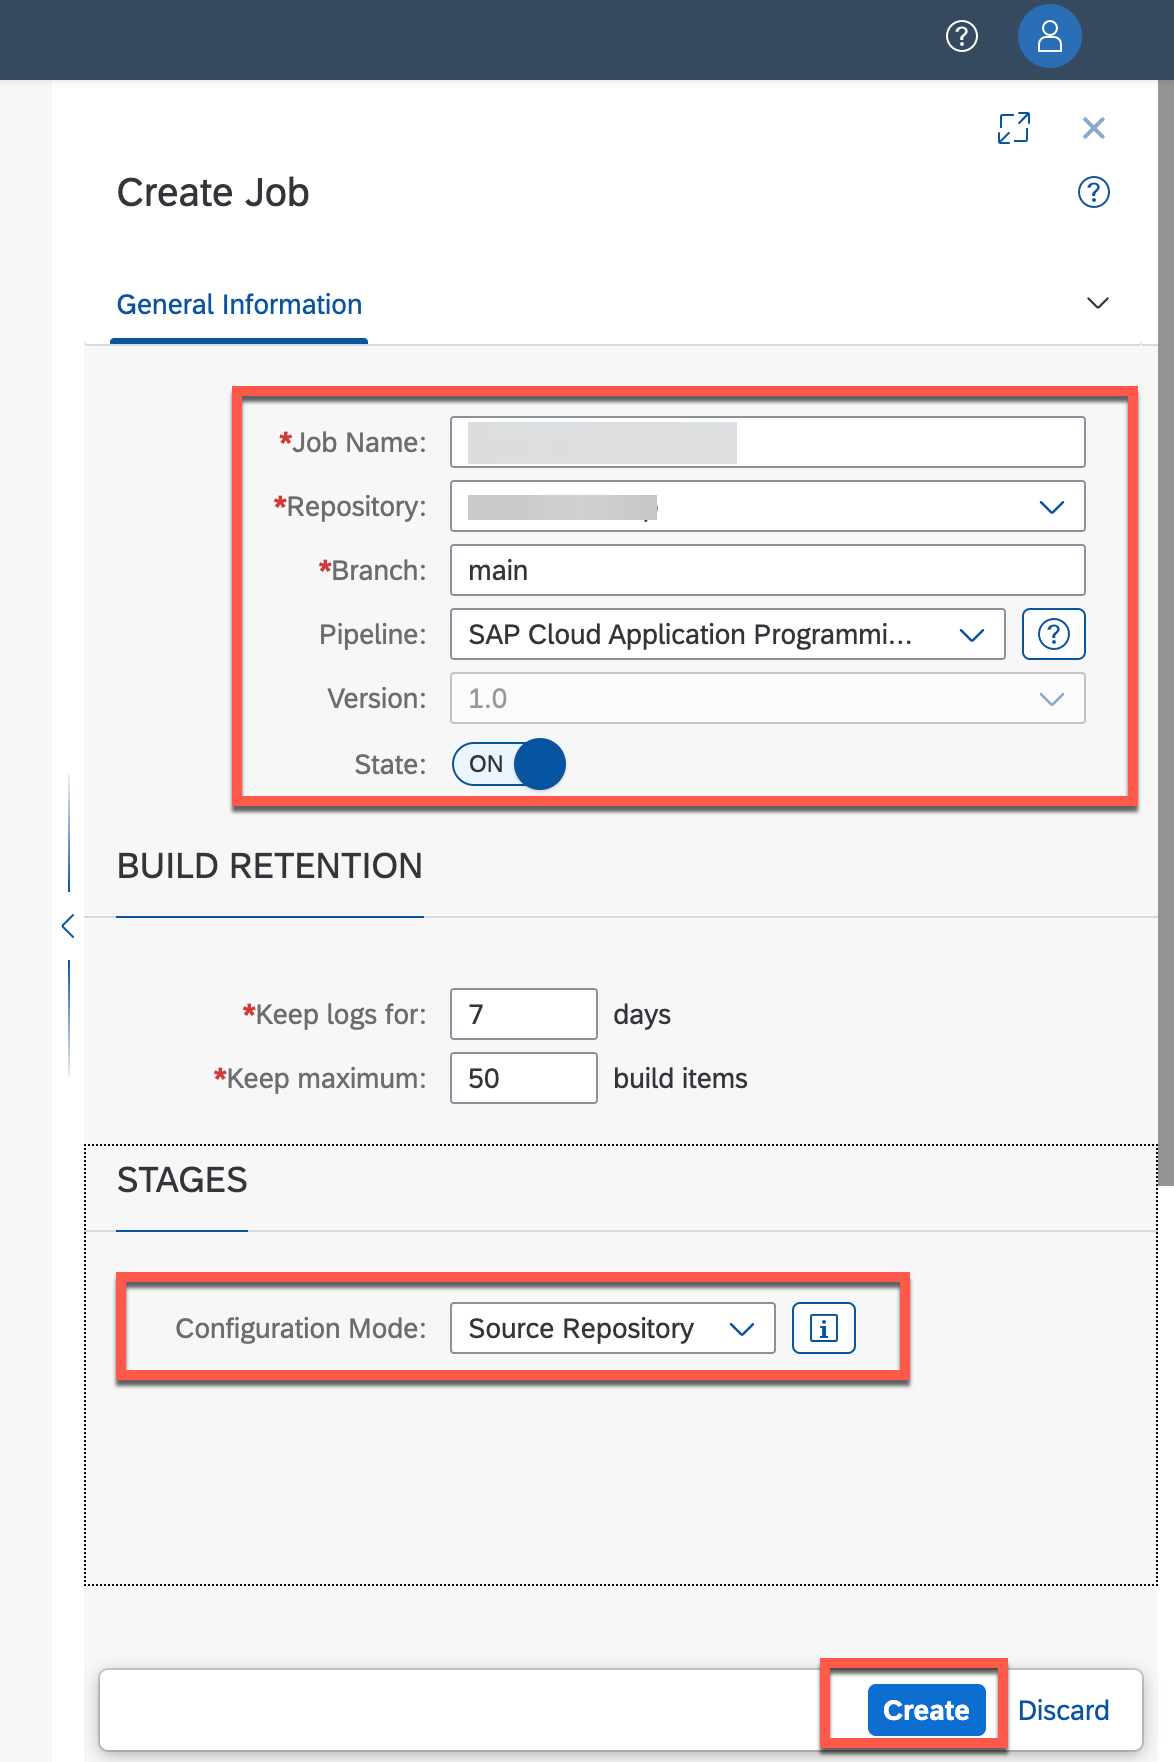 Create Job
General Information
*Job Name:
*Repository:
*Branch: main
Pipeline: SAP Cloud Application Programmi...
Version: 1.0
State: ON
BUILD RETENTION
*Keep logs for: 7 days
*Keep maximum: 50 build items
STAGES
Configuration Mode: Source Repository
Create Discard